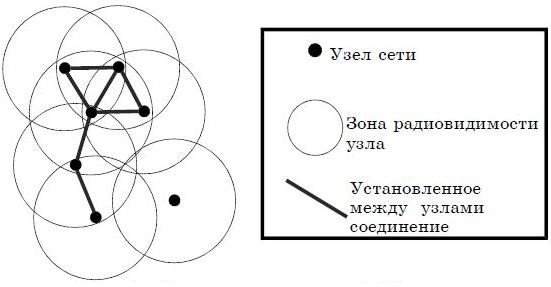 Узел сети
Зона радиовидимости
узла
Установленное
между узлами
соединение